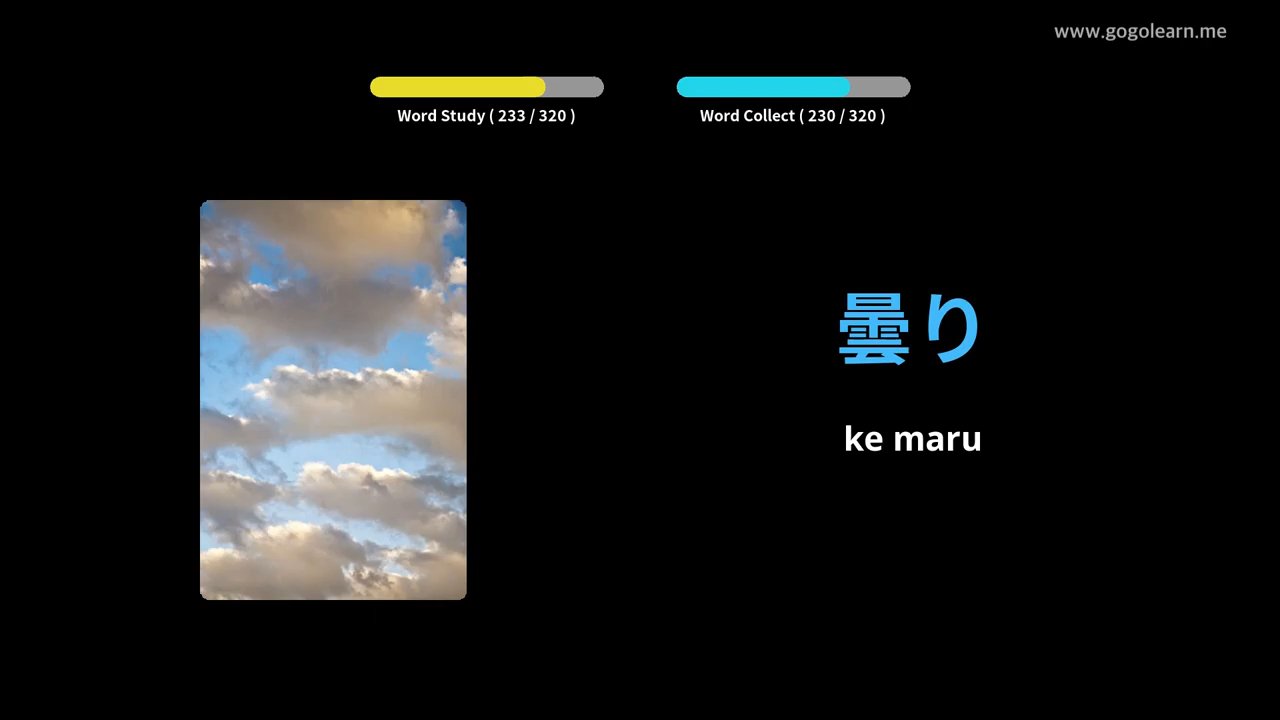 www.gogolearn.me
Word Study ( 233 / 320 )
Word Collect ( 230 / 320 )
曇り
ke maru